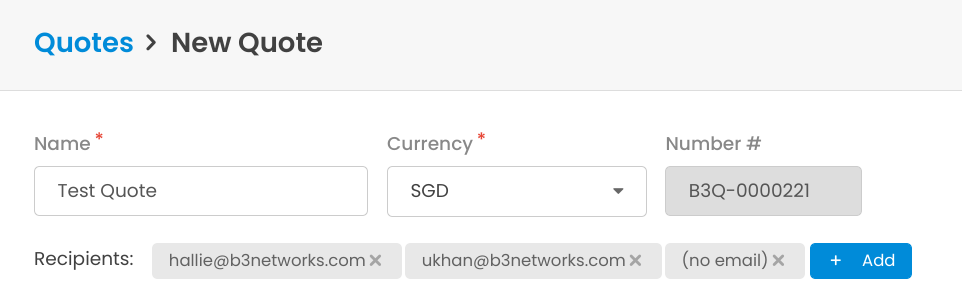 Quotes > New Quote
Name * Currency * Number #
Test Quote SGD B3Q-0000221
Recipients: hallie@b3networks.com × ukhan@b3networks.com × (no email) × + Add